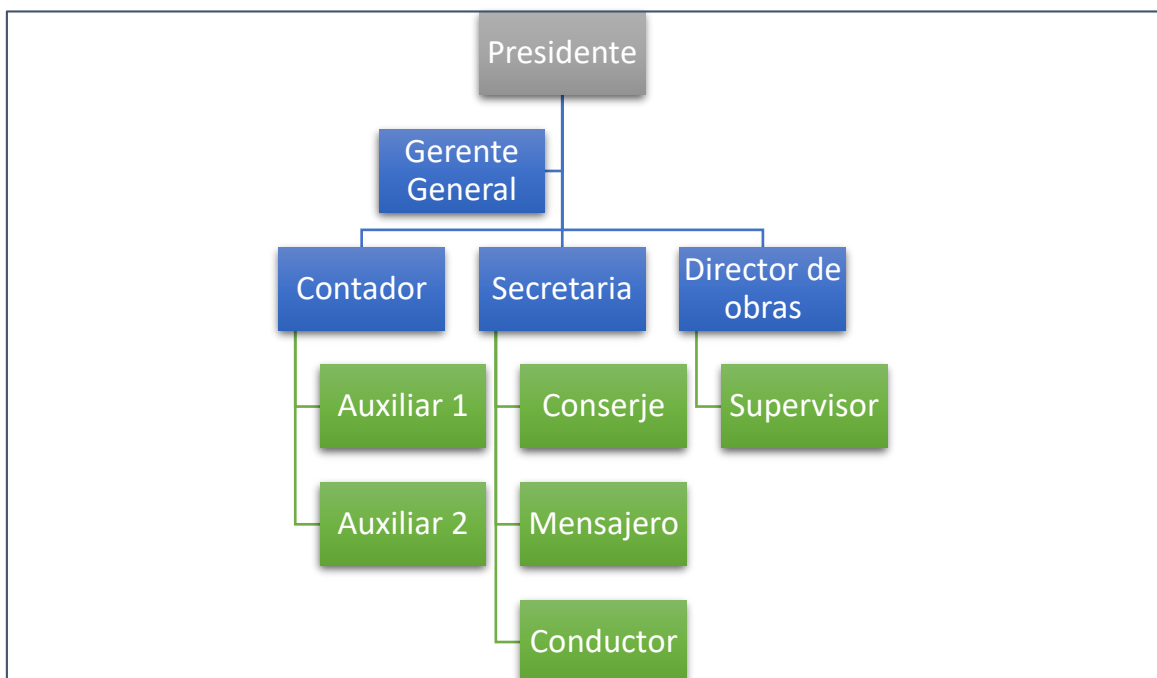 Presidente
Gerente
General
Contador
Secretaria
Director de
obras
Auxiliar 1
Conserje
Supervisor
Auxiliar 2
Mensajero
Conductor